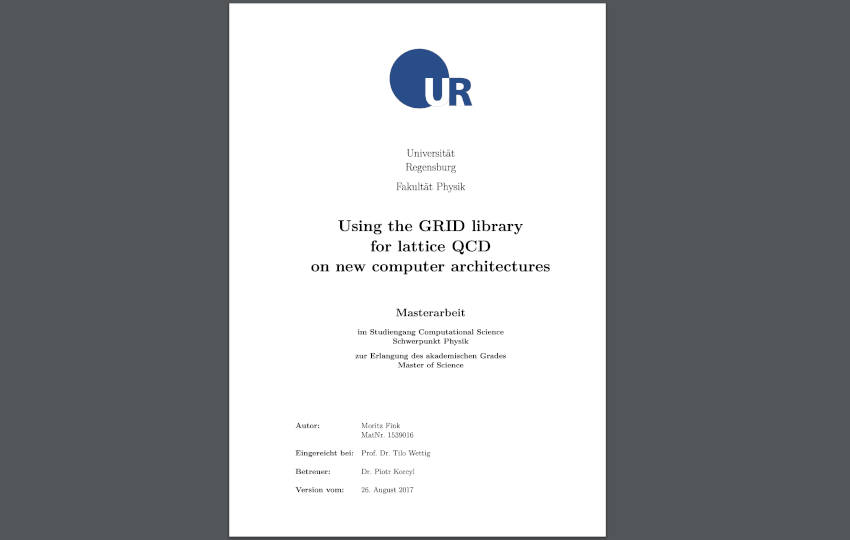 UR
Universität
Regensburg
Fakultät Physik
Using the GRID library
for lattice QCD
on new computer architectures
Masterarbeit
im Studiengang Computational Science
Schwerpunkt Physik
zur Erlangung des akademischen Grades
Master of Science
Autor: Moritz Fink
MatNr. 1539016
Eingereicht bei: Prof. Dr. Tilo Wettig
Betreuer: Dr. Piotr Korcyl
Version vom: 26. August 2017